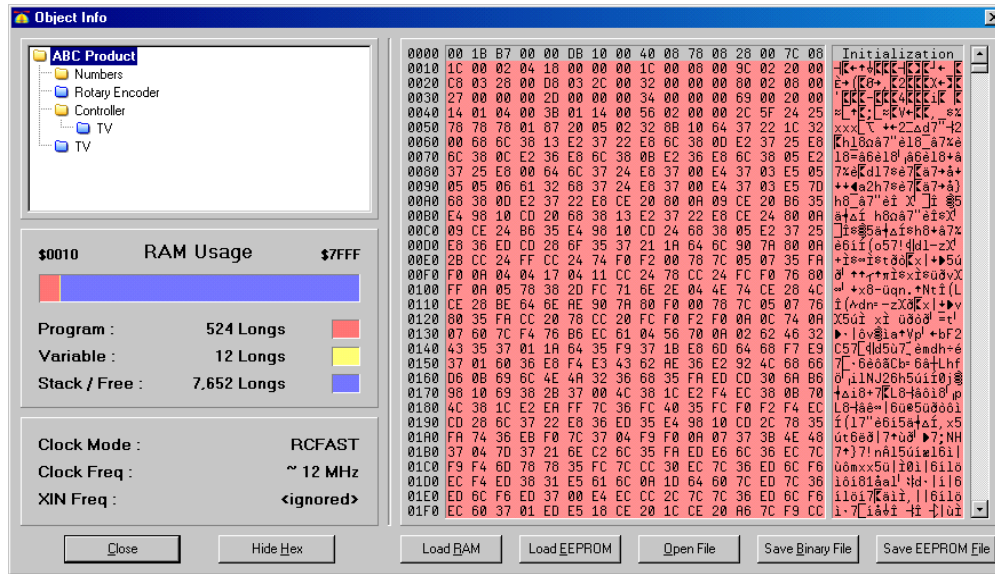 Object Info
ABC Product
Numbers
Rotary Encoder
Controller
TV
TV
$0010 RAM Usage $7FFF
Program : 524 Longs
Variable : 12 Longs
Stack / Free : 7,652 Longs
Clock Mode : RCFAST
Clock Freq : ~ 12 MHz
XIN Freq : <ignored>
0000 00 1B B7 00 00 DB 10 00 40 08 78 08 28 00 7C 08 Initialization
0010 1C 00 02 04 18 00 00 00 1C 00 08 00 9C 02 20 00
0020 C8 03 28 00 D8 03 2C 00 32 00 00 00 80 02 08 00
0030 27 00 00 00 2D 00 00 00 34 00 00 00 69 00 20 00
0040 14 01 04 00 3B 01 14 00 56 02 00 00 2C 5F 24 25
0050 78 78 78 01 87 20 05 02 32 8B 10 64 37 22 1C 32
0060 00 68 6C 38 13 E2 37 22 E8 6C 38 0D E2 37 25 E8
0070 6C 38 0C E2 36 E8 6C 38 0B E2 36 E8 6C 38 05 E2
0080 37 25 E8 00 64 6C 37 24 E8 37 00 E4 37 03 E5 05
0090 05 05 06 61 32 68 37 24 E8 37 00 E4 37 03 E5 7D
00A0 68 38 0D E2 37 22 E8 CE 20 80 0A 09 CE 20 B6 35
00B0 E4 98 10 CD 20 68 38 13 E2 37 22 E8 CE 24 80 0A
00C0 09 CE 24 B6 35 E4 98 10 CD 24 68 38 05 E2 37 25
00D0 E8 36 ED CD 28 6F 35 37 21 1A 64 6C 90 7A 80 0A
00E0 2B CC 24 FF CC 24 74 F0 F2 00 78 7C 05 07 35 FA
00F0 F0 0A 04 04 17 04 11 CC 24 78 CC 24 FC F0 76 80
0100 FF 0A 05 78 38 2D FC 71 6E 2E 04 4E 74 CE 28 4C
0110 CE 28 BE 64 6E AE 90 7A 80 F0 00 78 7C 05 07 76
0120 80 35 FA CC 20 78 CC 20 FC F0 F2 F0 0A 0C 74 0A
0130 07 60 7C F4 76 B6 EC 61 04 56 70 0A 02 62 46 32
0140 43 35 37 01 1A 64 35 F9 37 1B E8 6D 64 68 F7 E9
0150 37 01 60 36 E8 F4 E3 43 62 AE 36 E2 92 4C 68 66
0160 D6 0B 69 6C 4E 4A 32 36 68 35 FA ED CD 30 6A B6
0170 98 10 69 38 2B 37 00 4C 38 1C E2 F4 EC 38 0B 70
0180 4C 38 1C E2 EA FF 7C 36 FC 40 35 FC F0 F2 F4 EC
0190 CD 28 6C 37 22 E8 36 ED 35 E4 98 10 CD 2C 78 35
01A0 FA 74 36 EB F0 7C 37 04 F9 F0 0A 07 37 3B 4E 48
01B0 37 04 7D 37 21 6E C2 6C 35 FA ED E6 6C 36 EC 7C
01C0 F9 F4 6D 78 78 35 FC 7C CC 30 EC 7C 36 ED 6C F6
01D0 EC F4 ED 38 31 E5 61 6C 0A 1D 64 60 7C ED 7C 36
01E0 ED 6C F6 ED 37 00 E4 EC CC 2C 7C 7C 36 ED 6C F6
01F0 EC 60 37 01 ED E5 18 CE 20 1C CE 20 A6 7C F9 CC
Close
Hide Hex
Load RAM
Load EEPROM
Open File
Save Binary File
Save EEPROM File